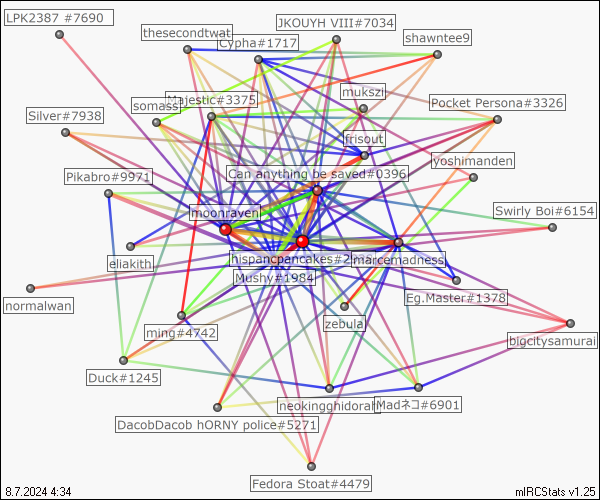 LPK2387 #7690
JKOUYH VIII#7034
thesecondtwat
Cypha#1717
shawntee9
mukszi
Majestic#3375
Pocket Persona#3326
somass
Silver#7938
frisout
yoshimanden
Can anything be saved#0396
Pikabro#9971
moonraven
Swirly Boi#6154
eliakith
hispanopancakes#2
marcemadness
Mushy#1984
Eg.Master#1378
normalwan
zebula
ming#4742
bigcitysamurai
Duck#1245
neokingghidorah
Madネコ#6901
DacobDacob hORNY police#5271
Fedora Stoat#4479
8.7.2024 4:34
mIRCStats v1.25